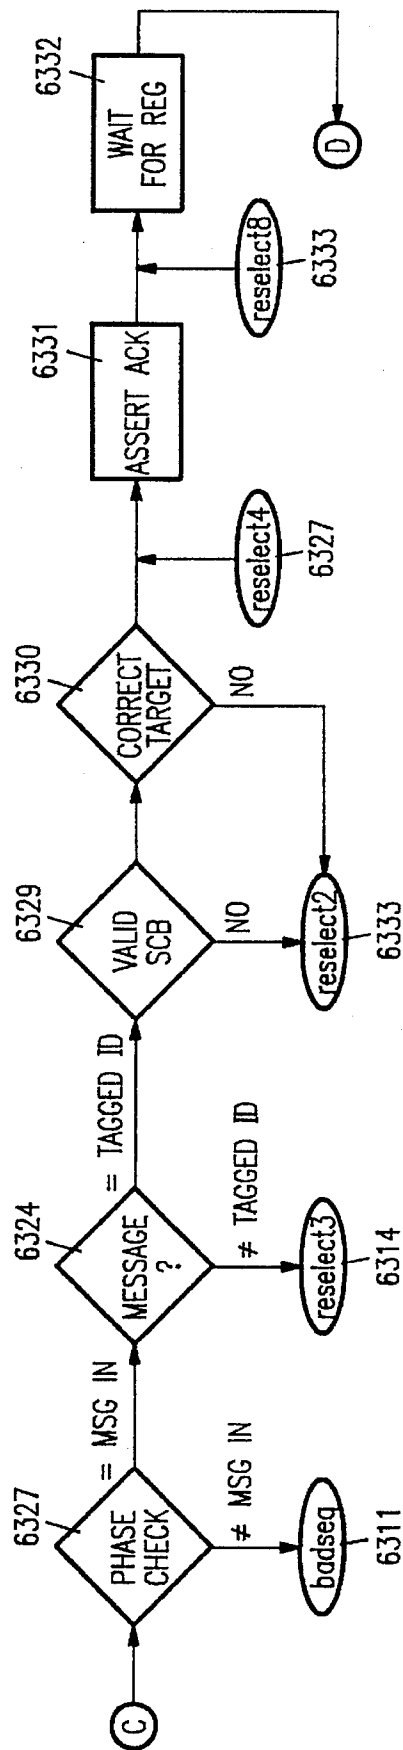 C
6327
PHASE
CHECK
= MSG IN
≠ MSG IN
badseq
6311
6324
MESSAGE
?
= TAGGED ID
≠ TAGGED ID
reselect3
6314
6329
VALID
SCB
NO
reselect2
6333
6330
CORRECT
TARGET
NO
reselect4
6327
6331
ASSERT ACK
reselect8
6333
6332
WAIT
FOR REG
D